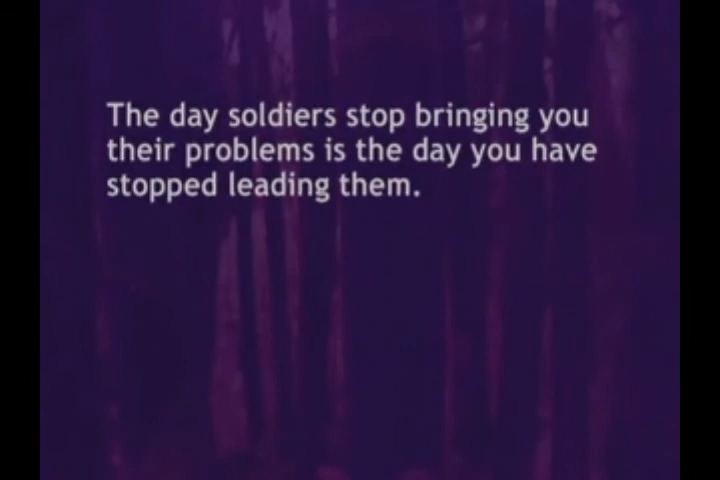 The day soldiers stop bringing you
their problems is the day you have
stopped leading them.